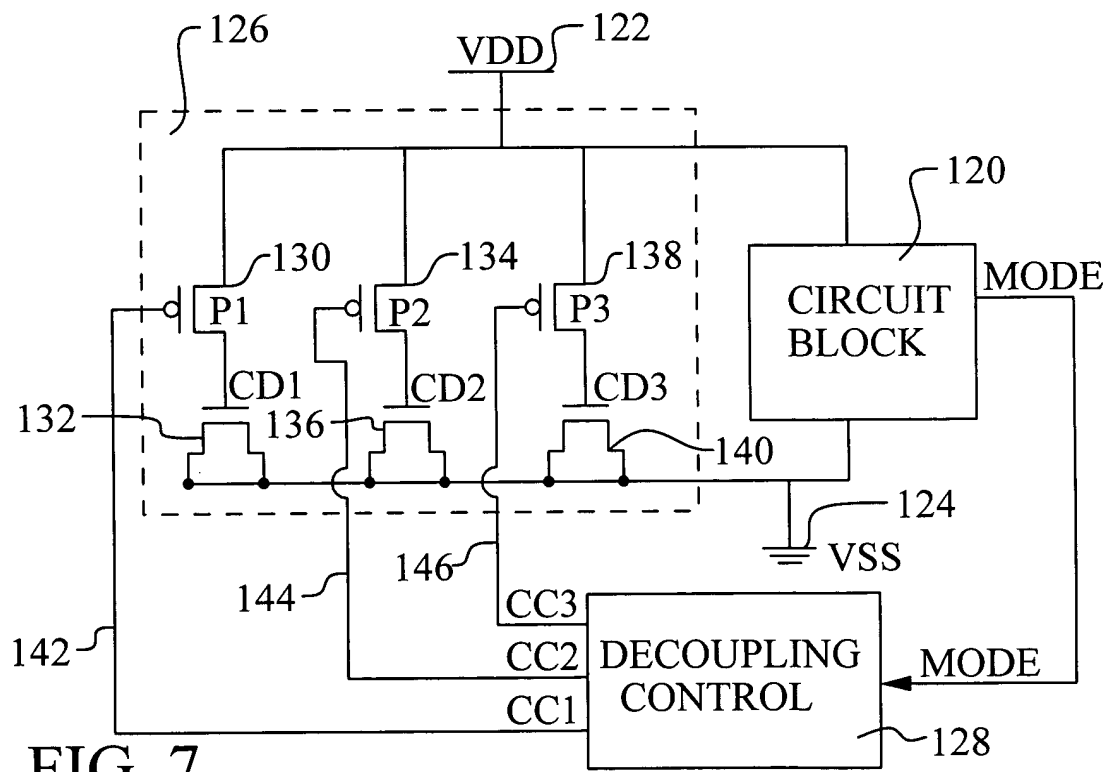 126
VDD
122
120
130
134
138
MODE
P1
P2
P3
CIRCUIT
BLOCK
CD1
CD2
CD3
132
136
140
124
VSS
146
144
CC3
142
CC2
DECOUPLING
CONTROL
MODE
CC1
128
FIG. 7